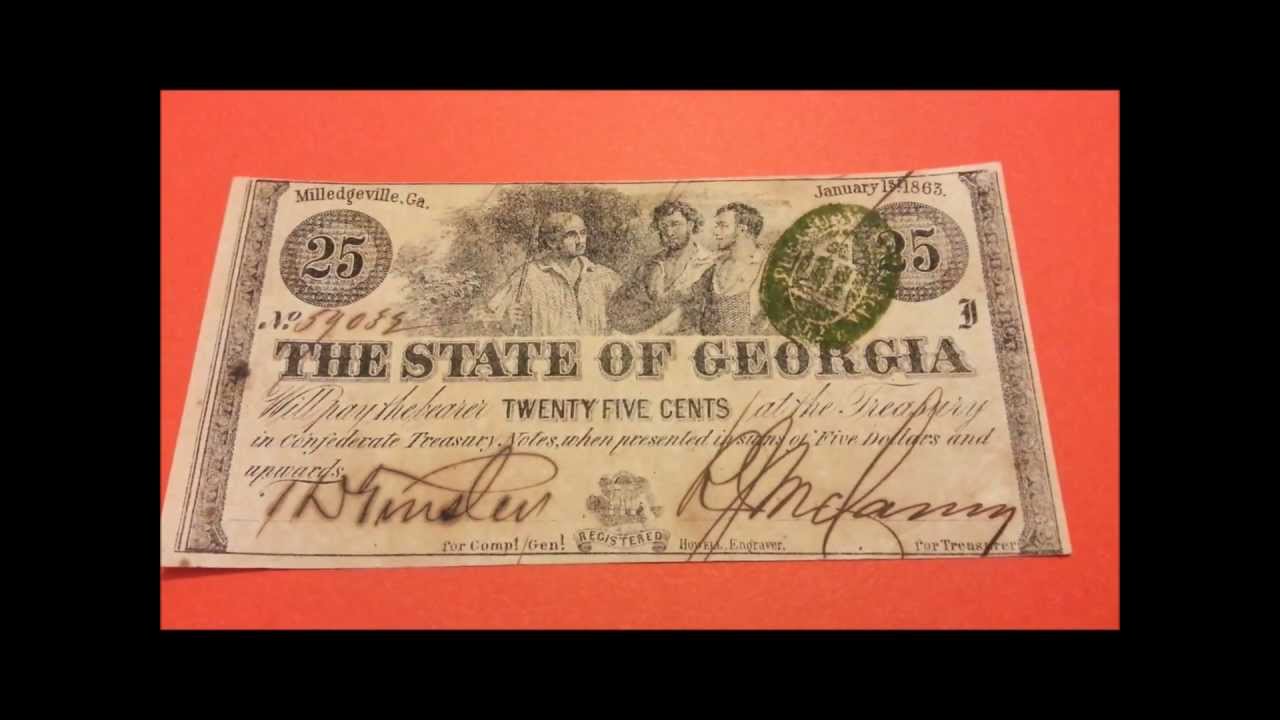 Milledgeville, Ga.
January 1st 1863.
25
25
No 59032
I
THE STATE OF GEORGIA
Will pay the bearer TWENTY FIVE CENTS at the Treasury
in Confederate Treasury Notes, when presented in sums of Five Dollars and
upwards.
for Compl. Genl. REGISTERED Howell, Engraver. for Treasurer